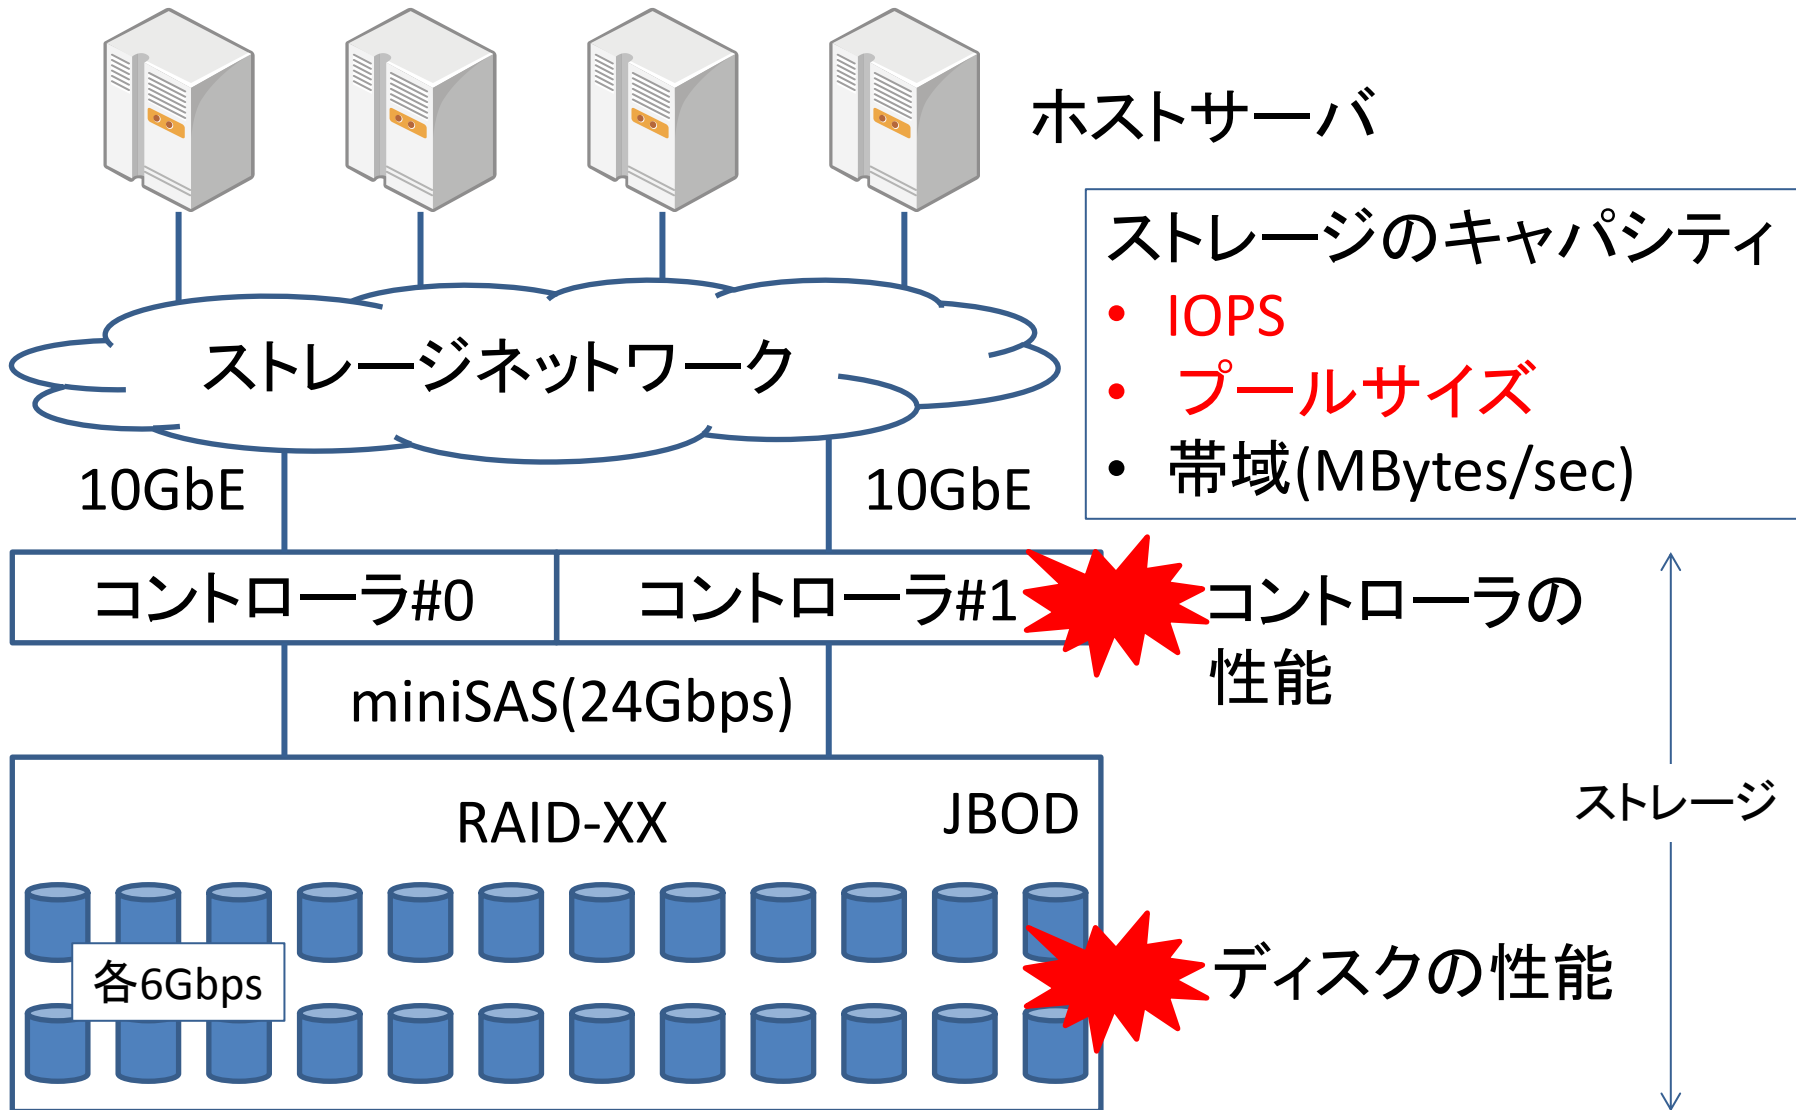 ホストサーバ
ストレージのキャパシティ
• IOPS
• プールサイズ
• 帯域(MBytes/sec)
ストレージネットワーク
10GbE
10GbE
コントローラ#0
コントローラ#1
コントローラの
性能
miniSAS(24Gbps)
ストレージ
RAID-XX
JBOD
各6Gbps
ディスクの性能